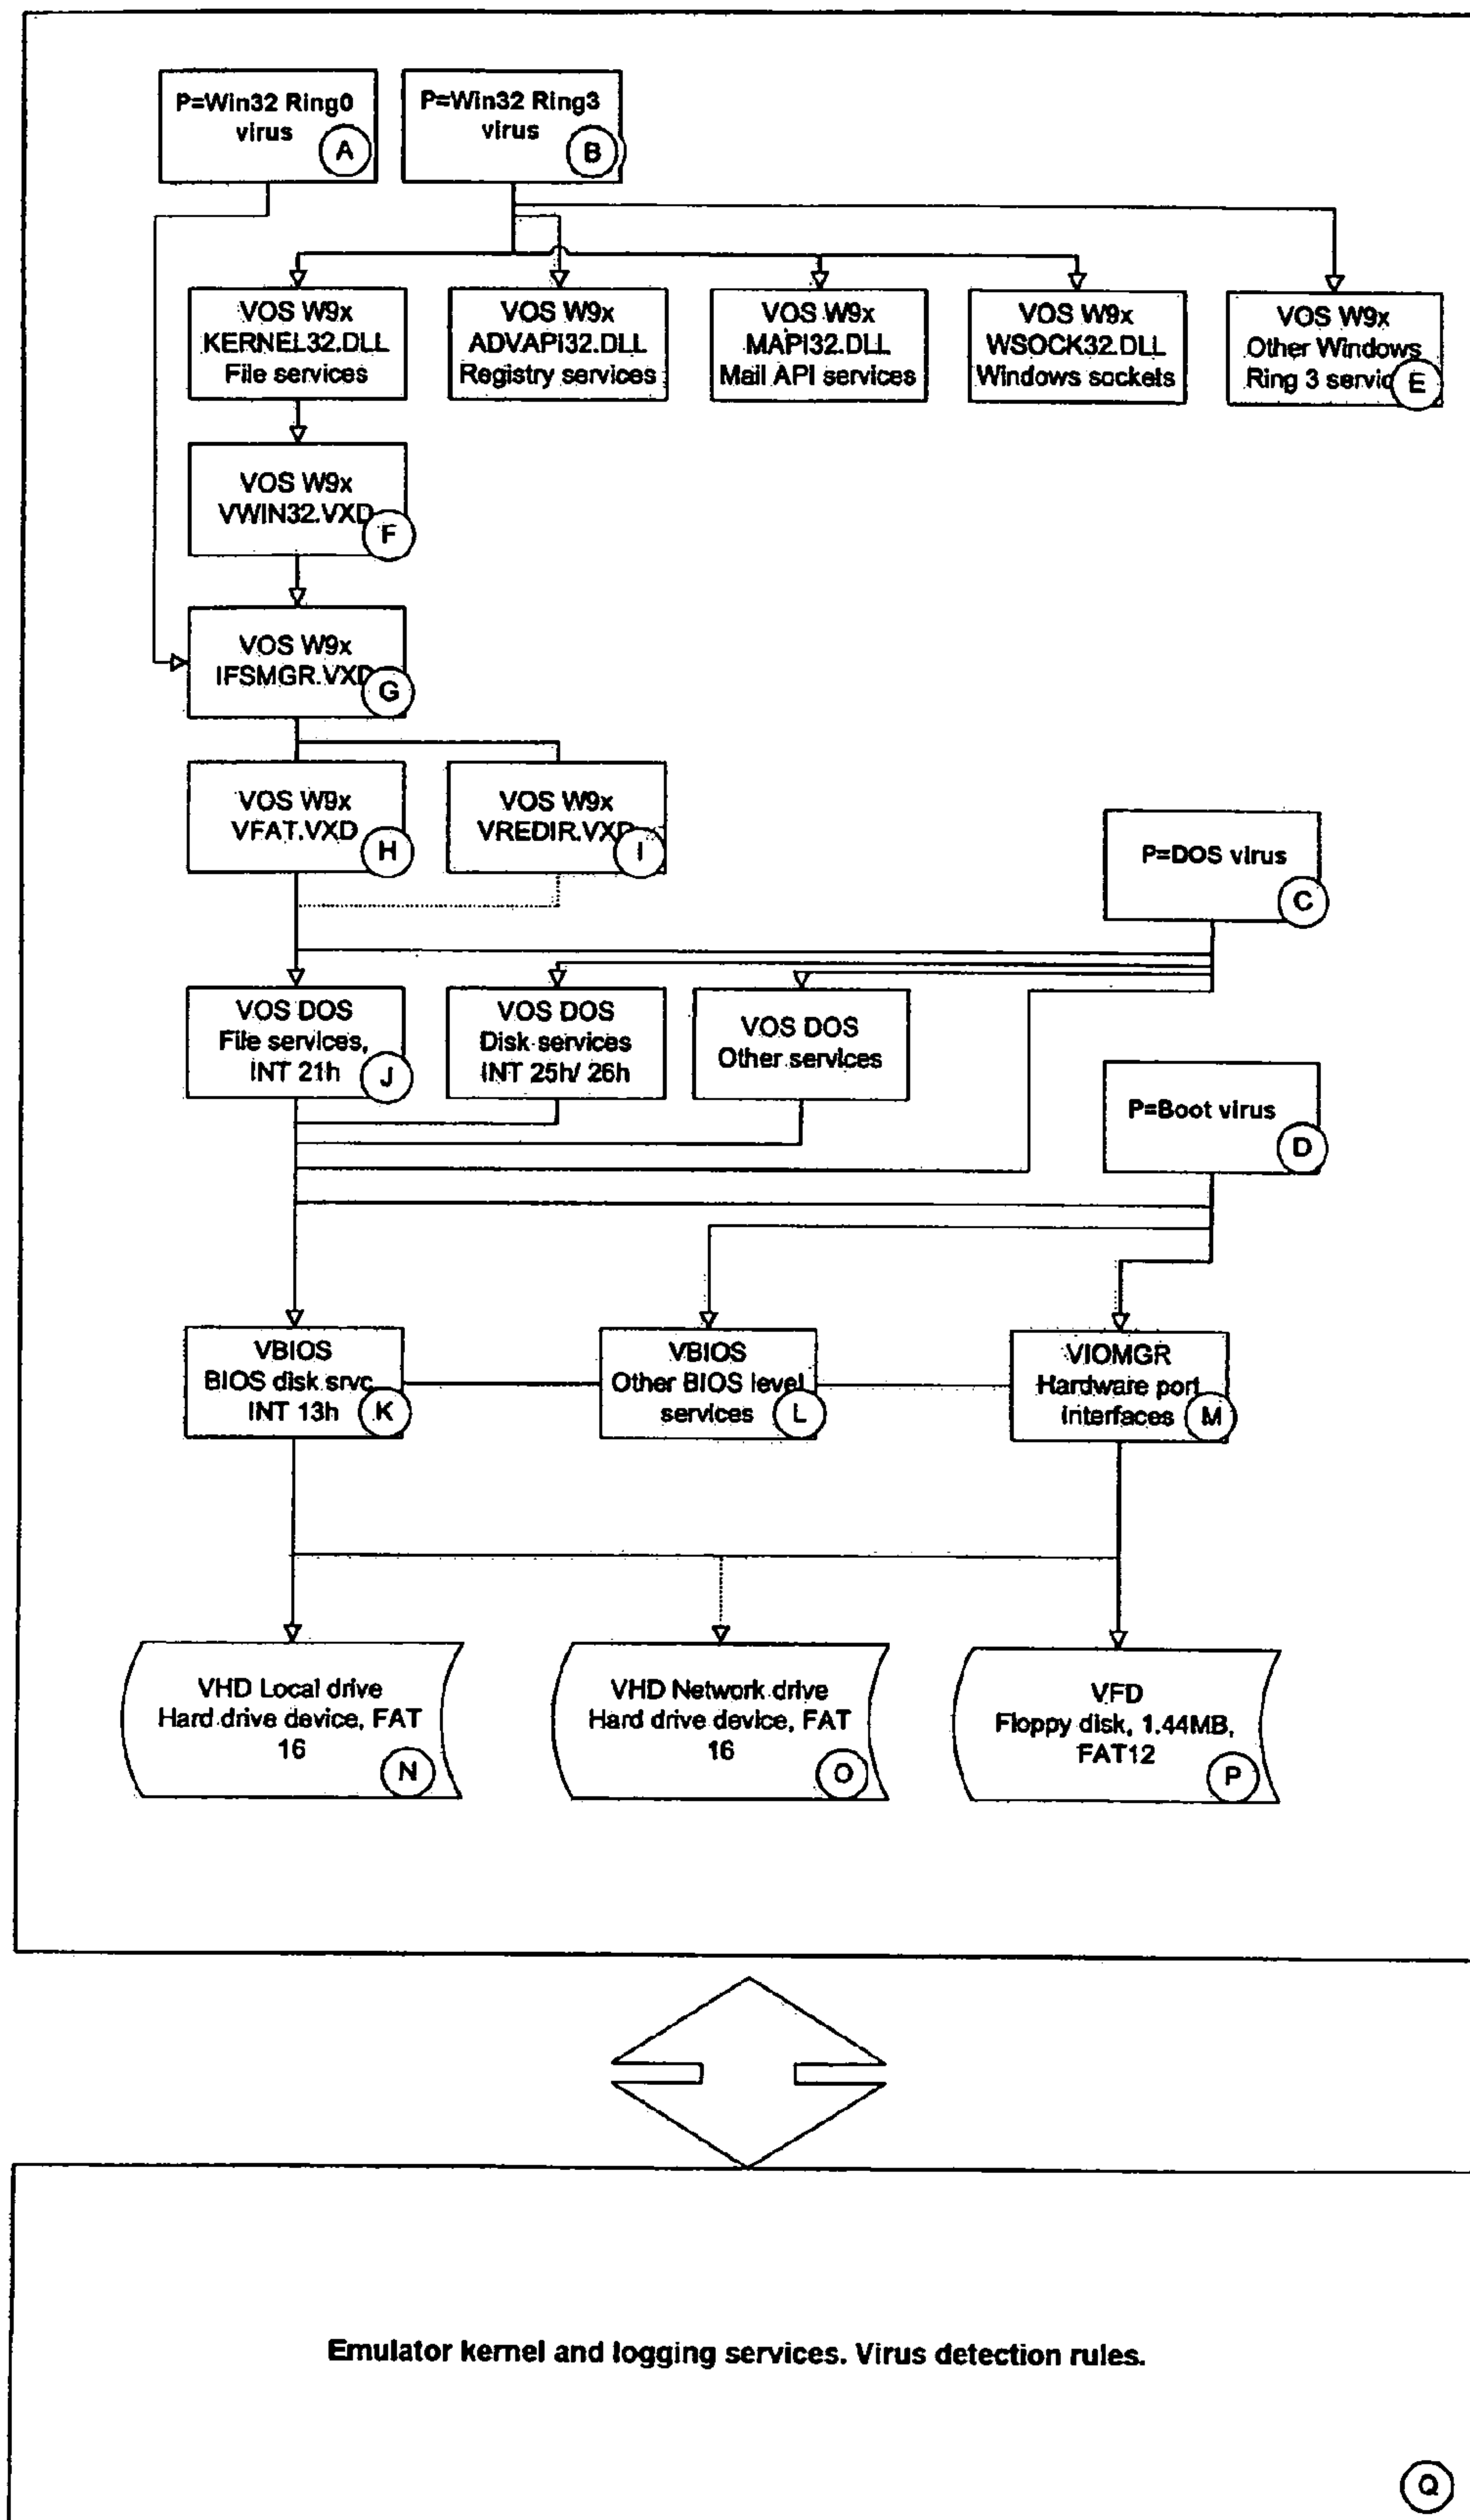 P=Win32 Ring0
virus
A
P=Win32 Ring3
virus
B
VOS W9x
KERNEL32.DLL
File services
VOS W9x
ADVAPI32.DLL
Registry services
VOS W9x
MAPI32.DLL
Mail API services
VOS W9x
WSOCK32.DLL
Windows sockets
VOS W9x
Other Windows
Ring 3 servic
E
VOS W9x
VWIN32.VXD
F
VOS W9x
IFSMGR.VXD
G
VOS W9x
VFAT.VXD
H
VOS W9x
VREDIR.VXD
I
P=DOS virus
C
VOS DOS
File services,
INT 21h
J
VOS DOS
Disk services
INT 25h/ 26h
VOS DOS
Other services
P=Boot virus
D
VBIOS
BIOS disk srvc
INT 13h
K
VBIOS
Other BIOS level
services
L
VIOMGR
Hardware port
interfaces
M
VHD Local drive
Hard drive device, FAT
16
N
VHD Network drive
Hard drive device, FAT
16
O
VFD
Floppy disk, 1.44MB,
FAT12
P
Emulator kernel and logging services. Virus detection rules.
Q